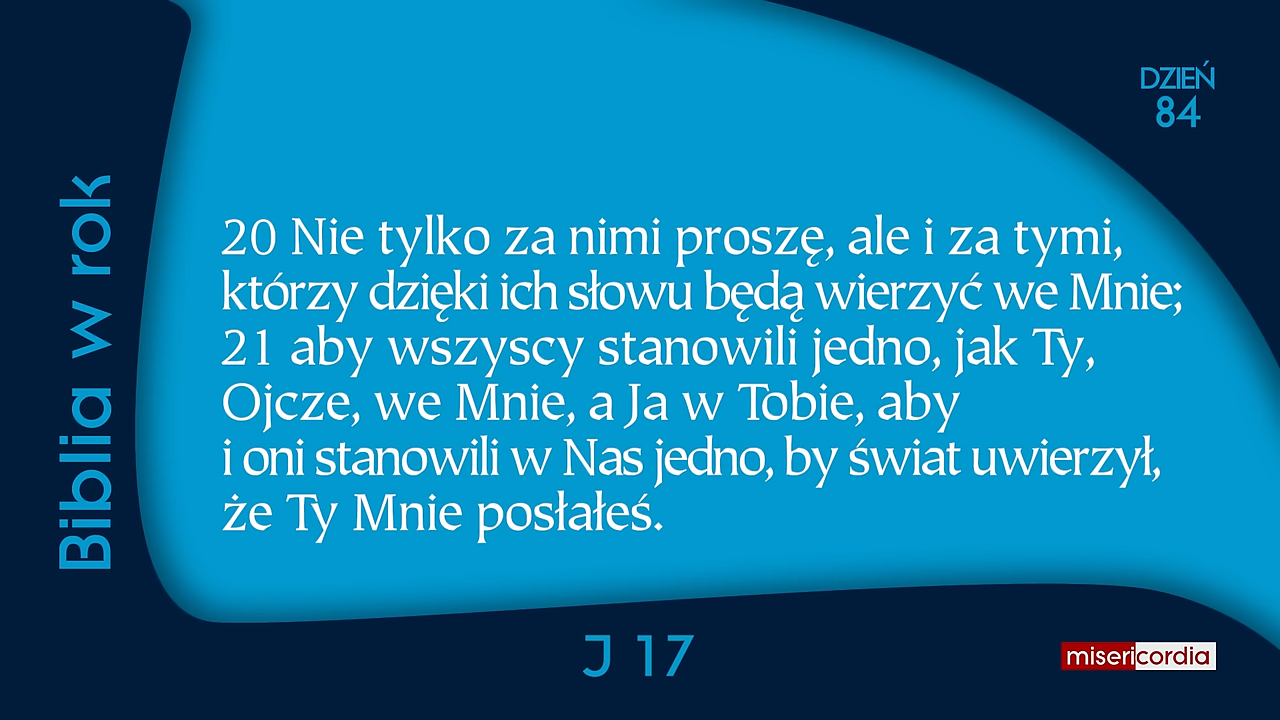 DZIEŃ
84
Biblia w rok
20 Nie tylko za nimi proszę, ale i za tymi,
którzy dzięki ich słowu będą wierzyć we Mnie;
21 aby wszyscy stanowili jedno, jak Ty,
Ojcze, we Mnie, a Ja w Tobie, aby
i oni stanowili w Nas jedno, by świat uwierzył,
że Ty Mnie posłałeś.
J 17
misericordia